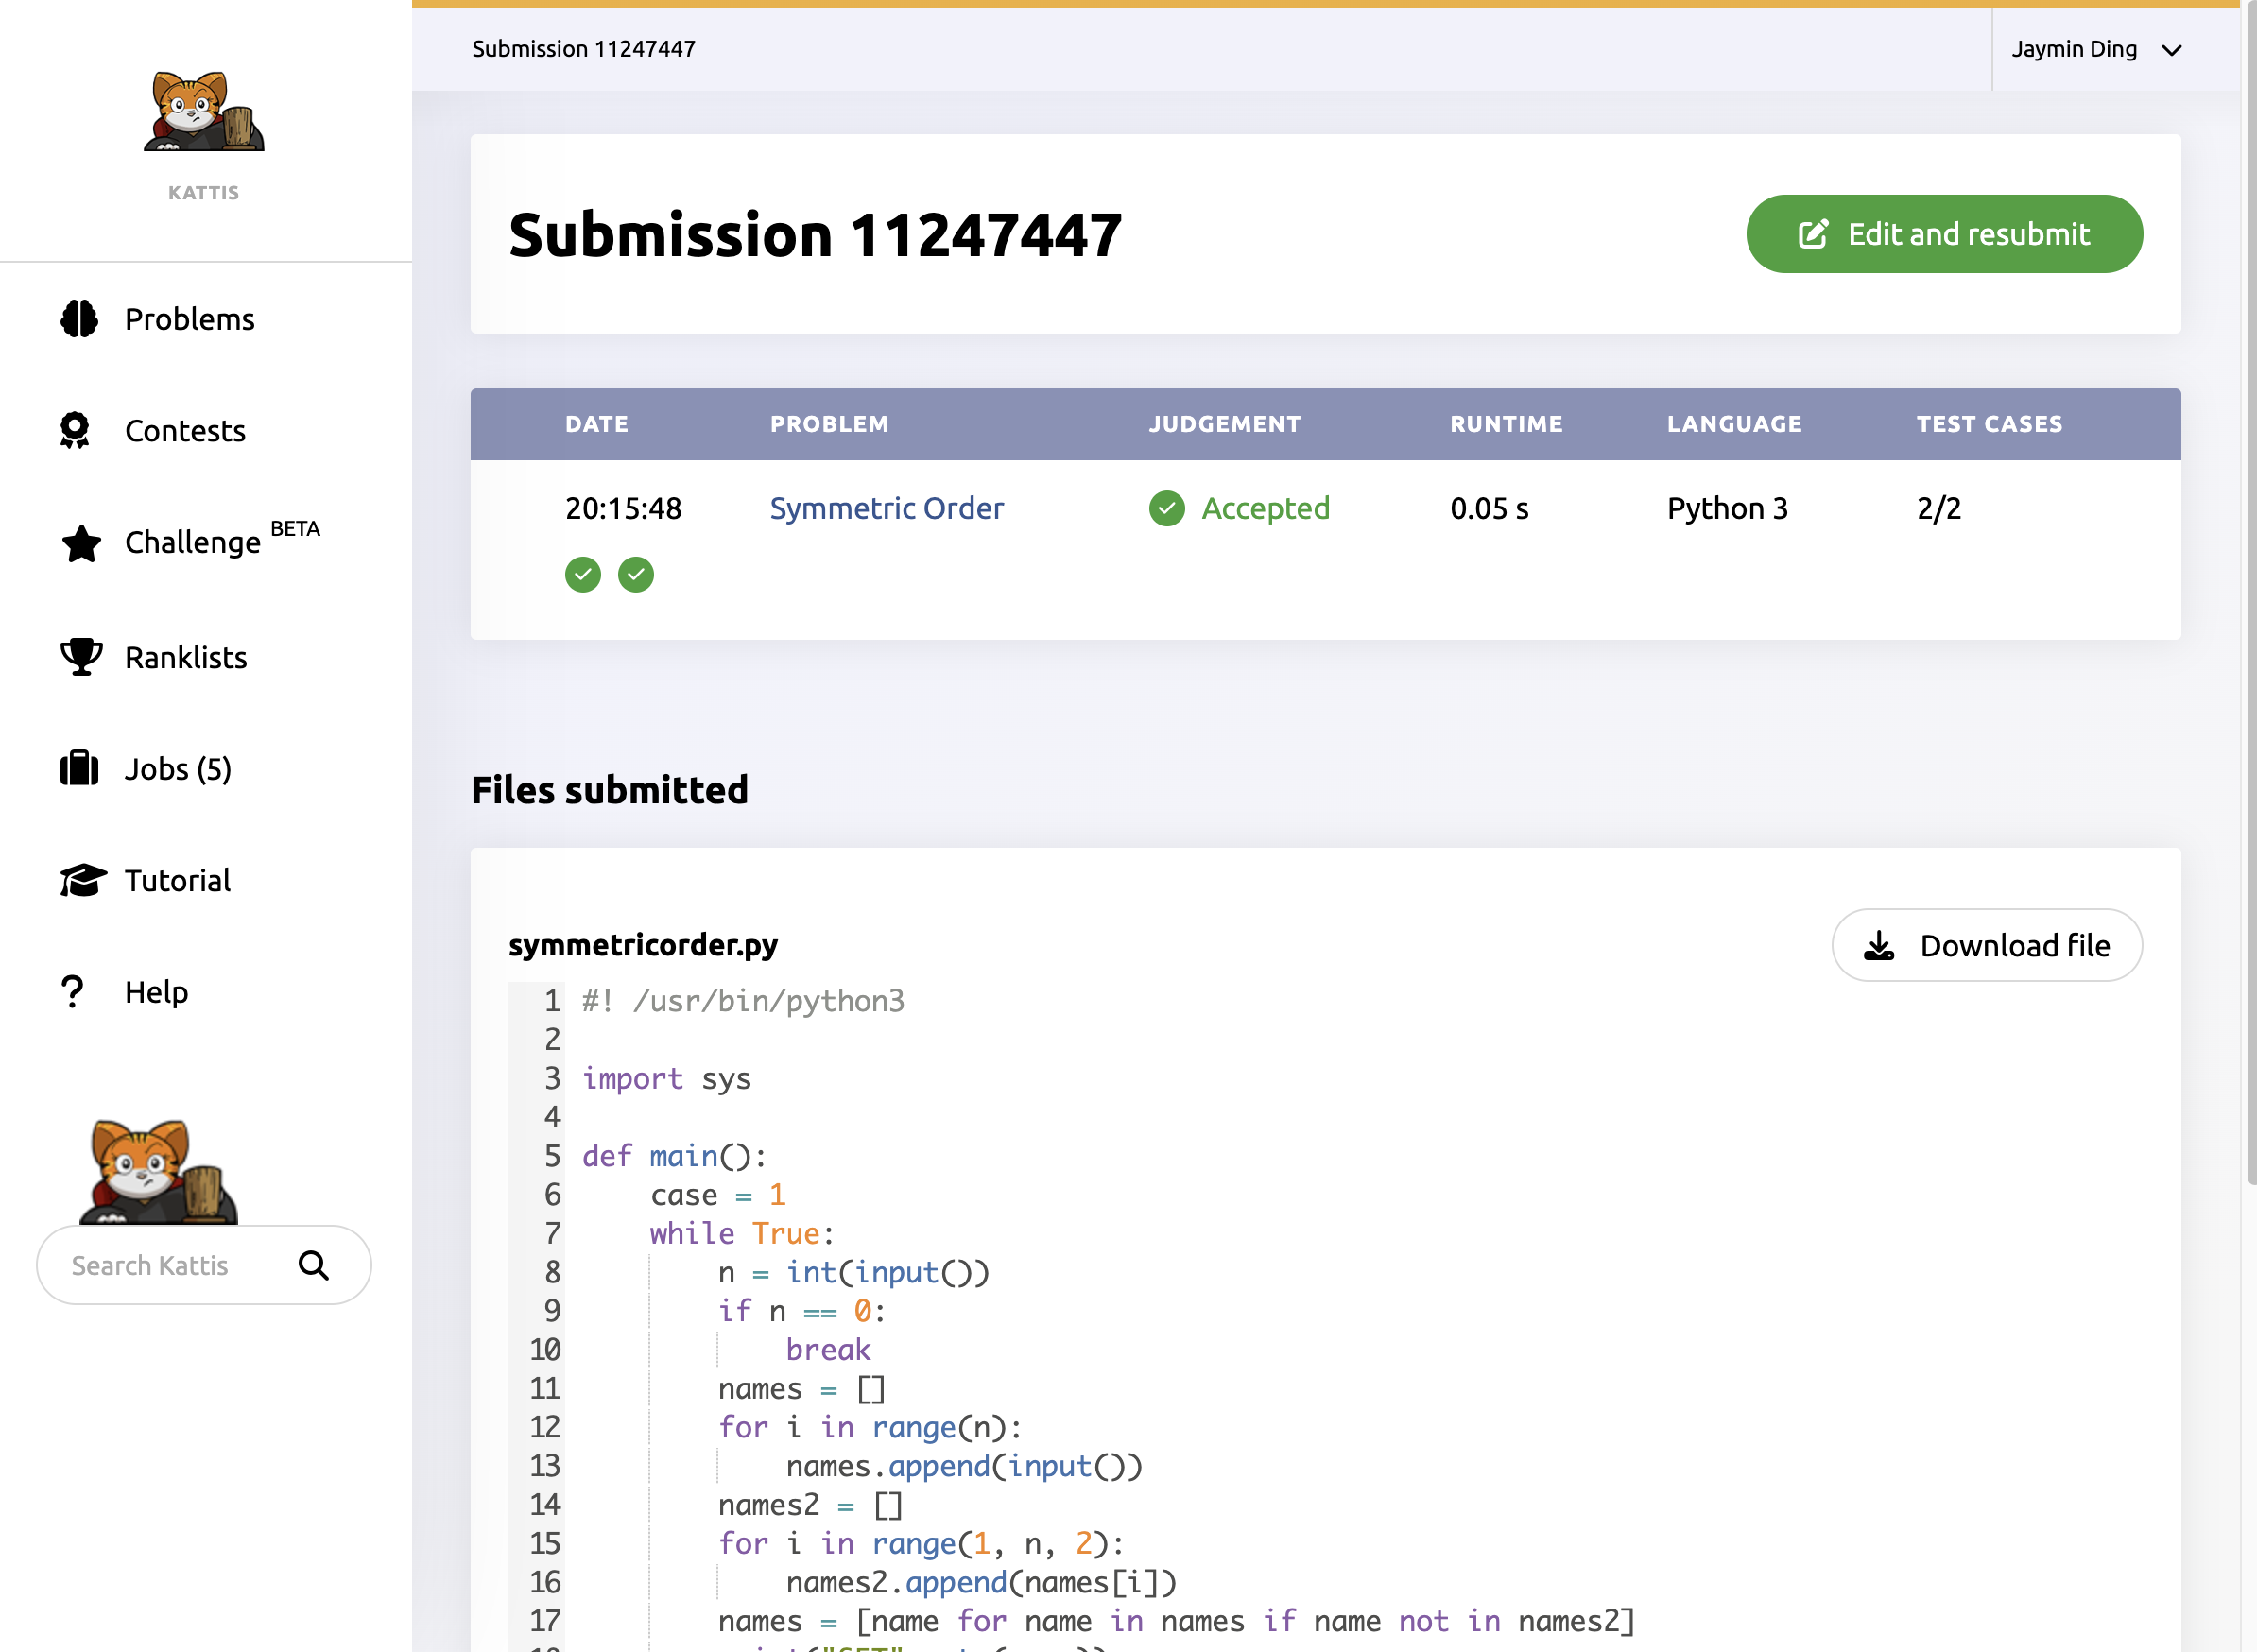 Submission 11247447
Jaymin Ding
KATTIS
Problems
Contests
Challenge BETA
Ranklists
Jobs (5)
Tutorial
Help
Search Kattis
Submission 11247447
Edit and resubmit
DATE PROBLEM JUDGEMENT RUNTIME LANGUAGE TEST CASES
20:15:48 Symmetric Order Accepted 0.05 s Python 3 2/2
Files submitted
symmetricorder.py
Download file
1 #! /usr/bin/python3
2
3 import sys
4
5 def main():
6     case = 1
7     while True:
8         n = int(input())
9         if n == 0:
10             break
11         names = []
12         for i in range(n):
13             names.append(input())
14         names2 = []
15         for i in range(1, n, 2):
16             names2.append(names[i])
17         names = [name for name in names if name not in names2]